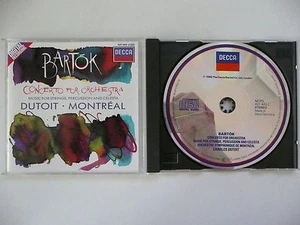 DECCA
BARTÓK
CONCERTO FOR ORCHESTRA
MUSIC FOR STRINGS, PERCUSSION AND CELESTA
DUTOIT · MONTRÉAL
DECCA
BARTÓK
CONCERTO FOR ORCHESTRA
MUSIC FOR STRINGS, PERCUSSION AND CELESTA
ORCHESTRE SYMPHONIQUE DE MONTRÉAL
CHARLES DUTOIT